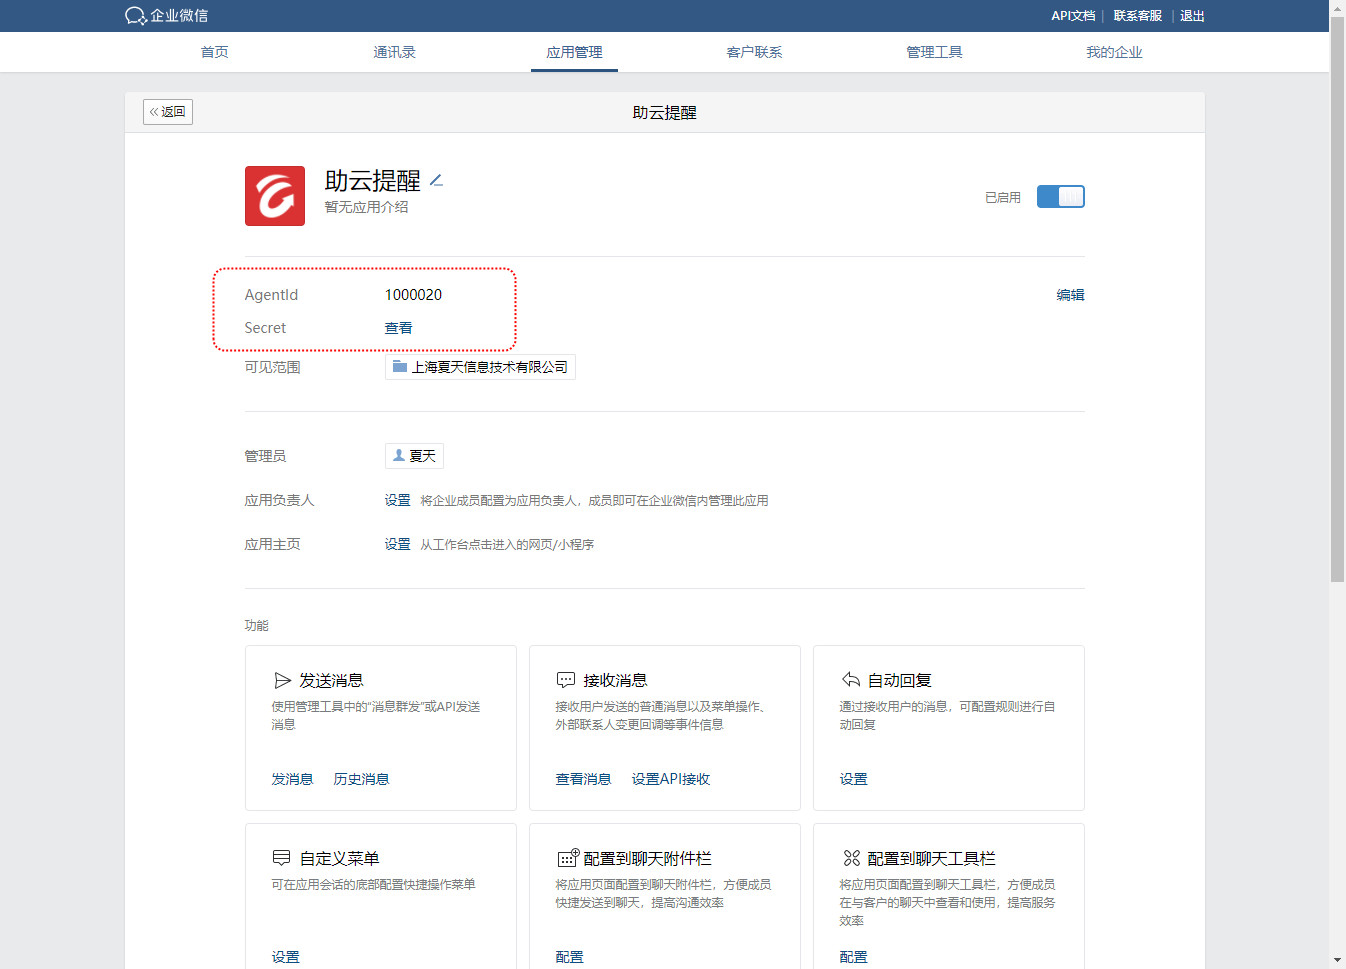 企业微信
API文档 | 联系客服 | 退出
首页 通讯录 应用管理 客户联系 管理工具 我的企业
«返回
助云提醒
助云提醒
暂无应用介绍
已启用
AgentId 1000020
编辑
Secret 查看
可见范围 上海夏天信息技术有限公司
管理员 夏天
应用负责人 设置 将企业成员配置为应用负责人，成员即可在企业微信内管理此应用
应用主页 设置 从工作台点击进入的网页/小程序
功能
发送消息
使用管理工具中的“消息群发”或API发送
消息
发消息 历史消息
接收消息
接收用户发送的普通消息以及菜单操作、
外部联系人变更回调等事件信息
查看消息 设置API接收
自动回复
通过接收用户的消息，可配置规则进行自
动回复
设置
自定义菜单
可在应用会话的底部配置快捷操作菜单
设置
配置到聊天附件栏
将应用页面配置到聊天附件栏，方便成员
快捷发送到聊天，提高沟通效率
配置
配置到聊天工具栏
将应用页面配置到聊天工具栏，方便成员
在与客户的聊天中查看和使用，提高服务
效率
配置